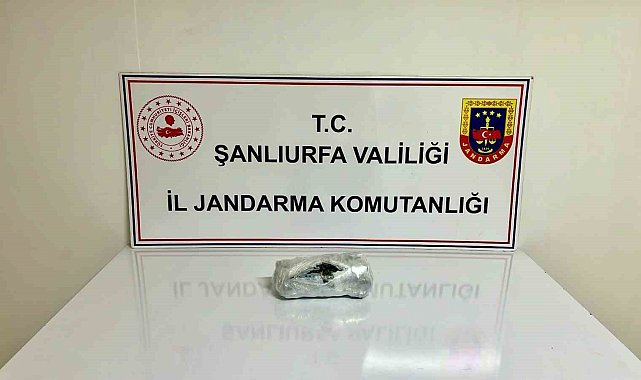 T.C.
ŞANLIURFA VALİLİĞİ
İL JANDARMA KOMUTANLIĞI
JANDARMA